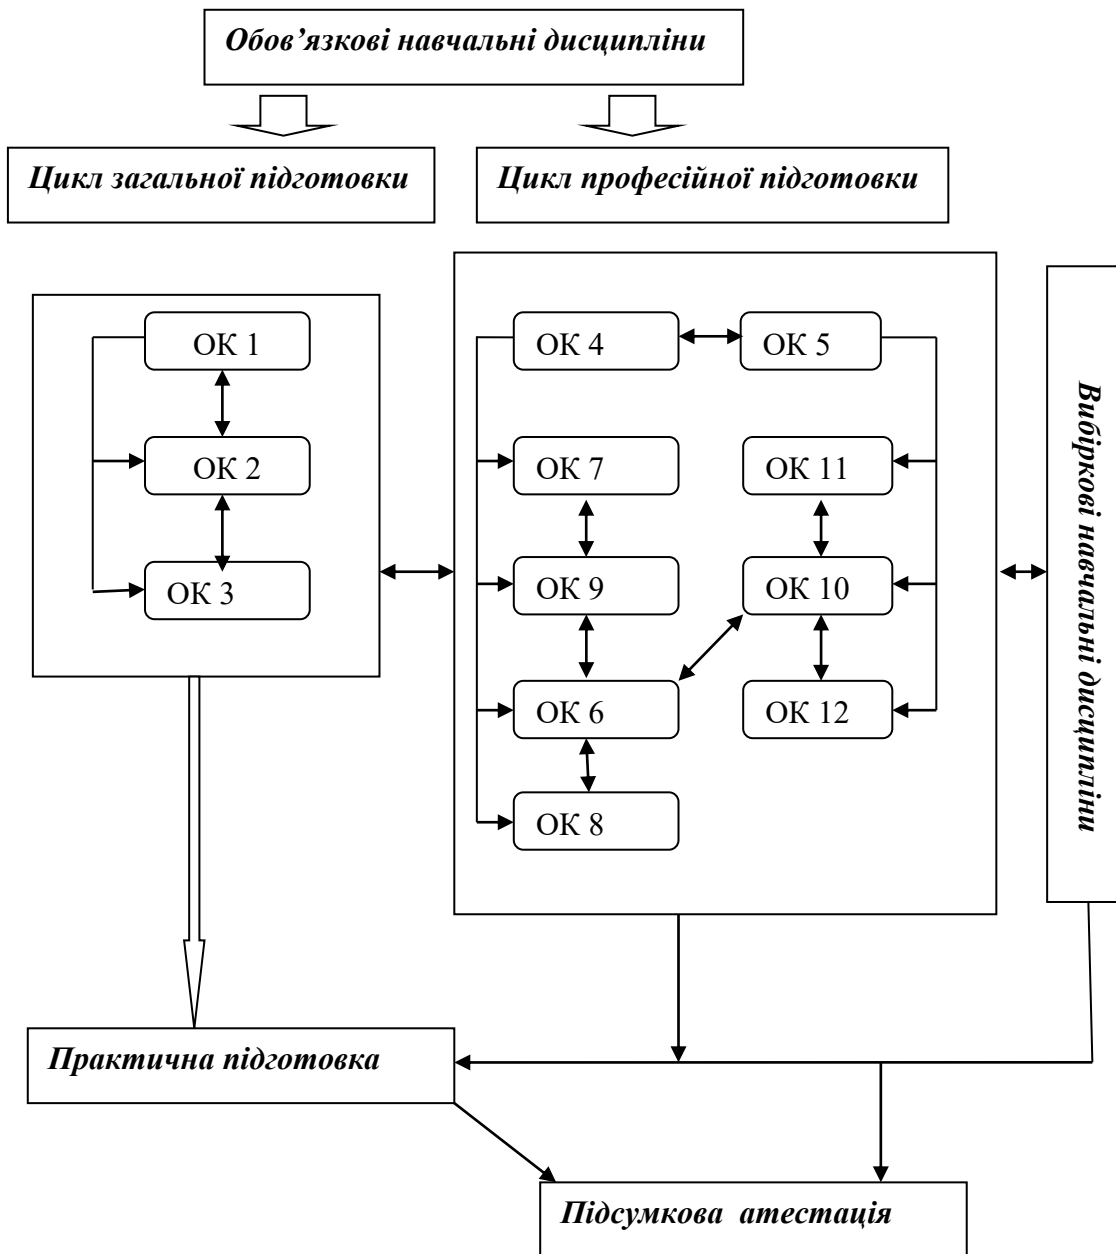 Обов’язкові навчальні дисципліни
Цикл загальної підготовки
Цикл професійної підготовки
ОК 1
ОК 2
ОК 3
ОК 4
ОК 5
ОК 7
ОК 11
ОК 9
ОК 10
ОК 6
ОК 12
ОК 8
Вибіркові навчальні дисципліни
Практична підготовка
Підсумкова атестація